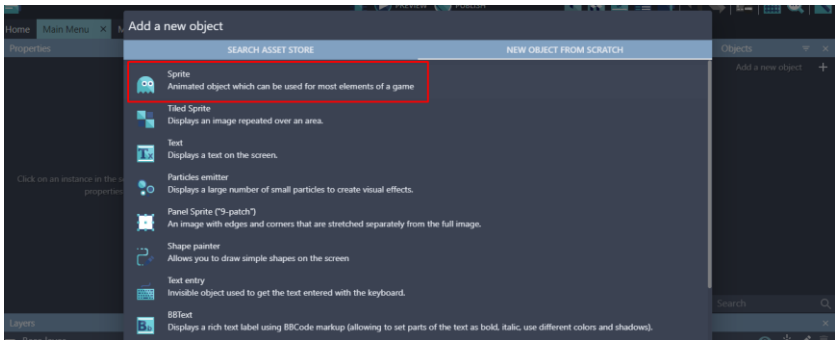 PREVIEW PUBLISH
Home Main Menu × M
Add a new object
Properties
SEARCH ASSET STORE NEW OBJECT FROM SCRATCH
Objects
Add a new object +
Sprite
Animated object which can be used for most elements of a game
Tiled Sprite
Displays an image repeated over an area.
Text
Displays a text on the screen.
Particles emitter
Displays a large number of small particles to create visual effects.
Click on an instance in the s
properties
Panel Sprite ("9-patch")
An image with edges and corners that are stretched separately from the full image.
Shape painter
Allows you to draw simple shapes on the screen
Text entry
Invisible object used to get the text entered with the keyboard.
Search
BBText
Displays a rich text label using BBCode markup (allowing to set parts of the text as bold, italic, use different colors and shadows).
Layers